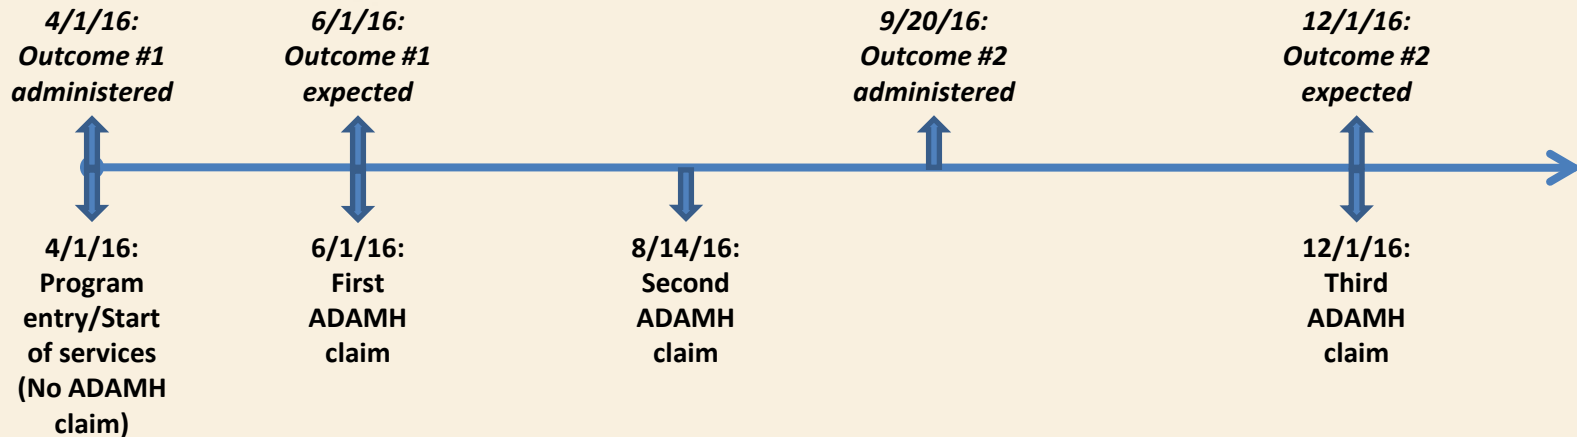 4/1/16:
Outcome #1
administered
6/1/16:
Outcome #1
expected
9/20/16:
Outcome #2
administered
12/1/16:
Outcome #2
expected
4/1/16:
Program
entry/Start
of services
(No ADAMH
claim)
6/1/16:
First
ADAMH
claim
8/14/16:
Second
ADAMH
claim
12/1/16:
Third
ADAMH
claim